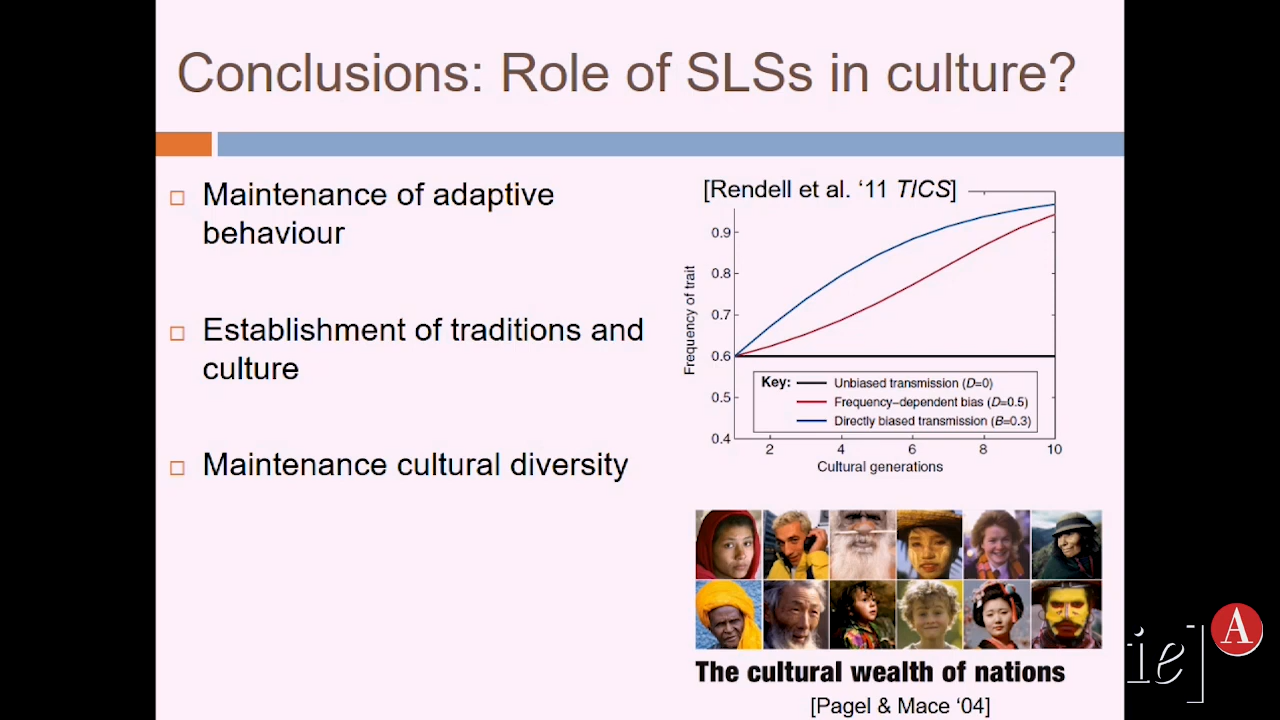 Conclusions: Role of SLSs in culture?
Maintenance of adaptive
behaviour
Establishment of traditions and
culture
Maintenance cultural diversity
[Rendell et al. ‘11 TICS]
0.9
0.8
0.7
0.6
0.5
0.4
Frequency of trait
Key:
Unbiased transmission (D=0)
Frequency–dependent bias (D=0.5)
Directly biased transmission (B=0.3)
2 4 6 8 10
Cultural generations
The cultural wealth of nations
[Pagel & Mace ‘04]
ie]
A